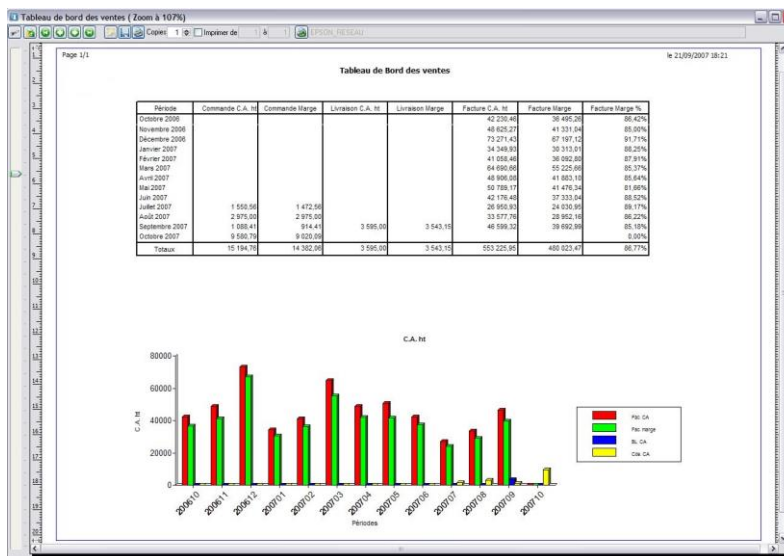 Tableau de bord des ventes ( Zoom à 107%)
Copies 1 Imprimer de 1 à 1 EPSON_RESEAU
Page 1/1 le 21/09/2007 18:21
Tableau de Bord des ventes
Période Commande C.A. ht Commande Marge Livraison C.A. ht Livraison Marge Facture C.A. ht Facture Marge Facture Marge %
Octobre 2006 42 230,46 36 495,26 86,42%
Novembre 2006 48 625,27 41 331,04 85,00%
Décembre 2006 73 271,43 67 197,12 91,71%
Janvier 2007 34 349,93 30 313,01 88,25%
Février 2007 41 058,46 36 092,80 87,91%
Mars 2007 64 690,66 55 225,66 85,37%
Avril 2007 48 906,08 41 883,10 85,64%
Mai 2007 50 789,17 41 476,34 81,66%
Juin 2007 42 176,48 37 333,84 88,52%
Juillet 2007 1 550,56 1 472,56 26 950,93 24 030,95 89,17%
Août 2007 2 975,00 2 975,00 33 577,76 28 952,16 86,22%
Septembre 2007 1 088,41 914,41 3 595,00 3 543,15 46 599,32 39 692,99 85,18%
Octobre 2007 9 580,79 9 020,09 0,00%
Totaux 15 194,76 14 382,06 3 595,00 3 543,15 553 225,95 480 023,47 86,77%
C.A. ht
80000
60000
40000
20000
0
C.A. ht
200610 200611 200612 200701 200702 200703 200704 200705 200706 200707 200708 200709 200710
Périodes
Fac. CA
Fac. marge
BL. CA
Cde. CA